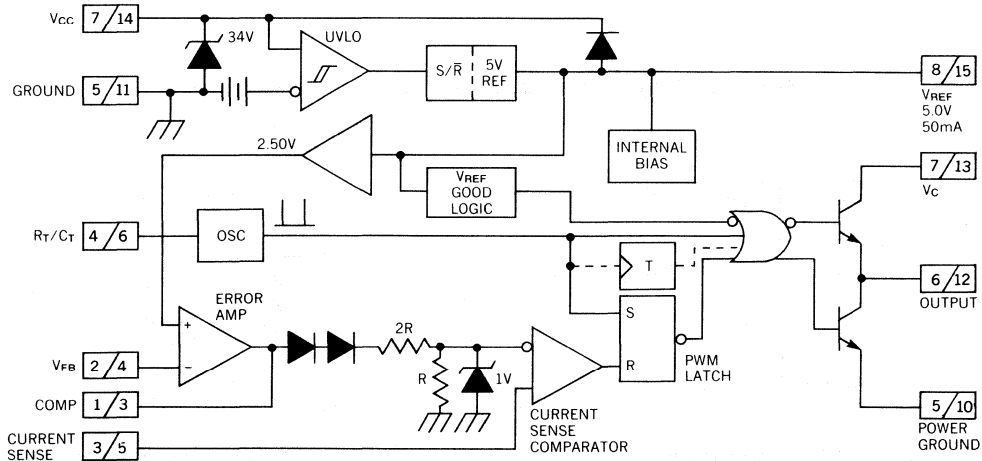 VCC 7/14
34V
UVLO
S/R̅ 5V REF
8/15
VREF
5.0V
50mA
GROUND 5/11
2.50V
INTERNAL
BIAS
VREF
GOOD
LOGIC
7/13
VC
RT/CT 4/6
OSC
T
6/12
OUTPUT
ERROR
AMP
+
−
2R
S
R
PWM
LATCH
VFB 2/4
R
1V
COMP 1/3
CURRENT
SENSE
COMPARATOR
5/10
POWER
GROUND
CURRENT
SENSE
3/5